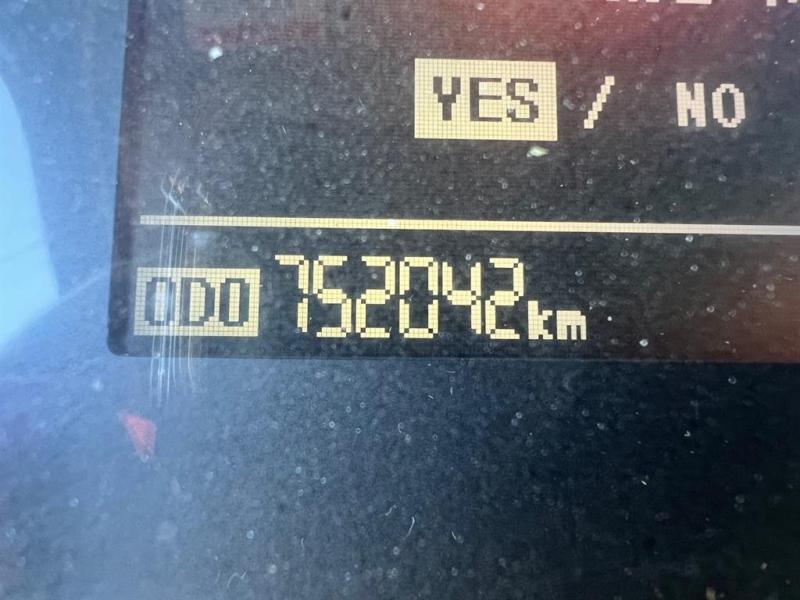 YES / NO
ODO 752042km